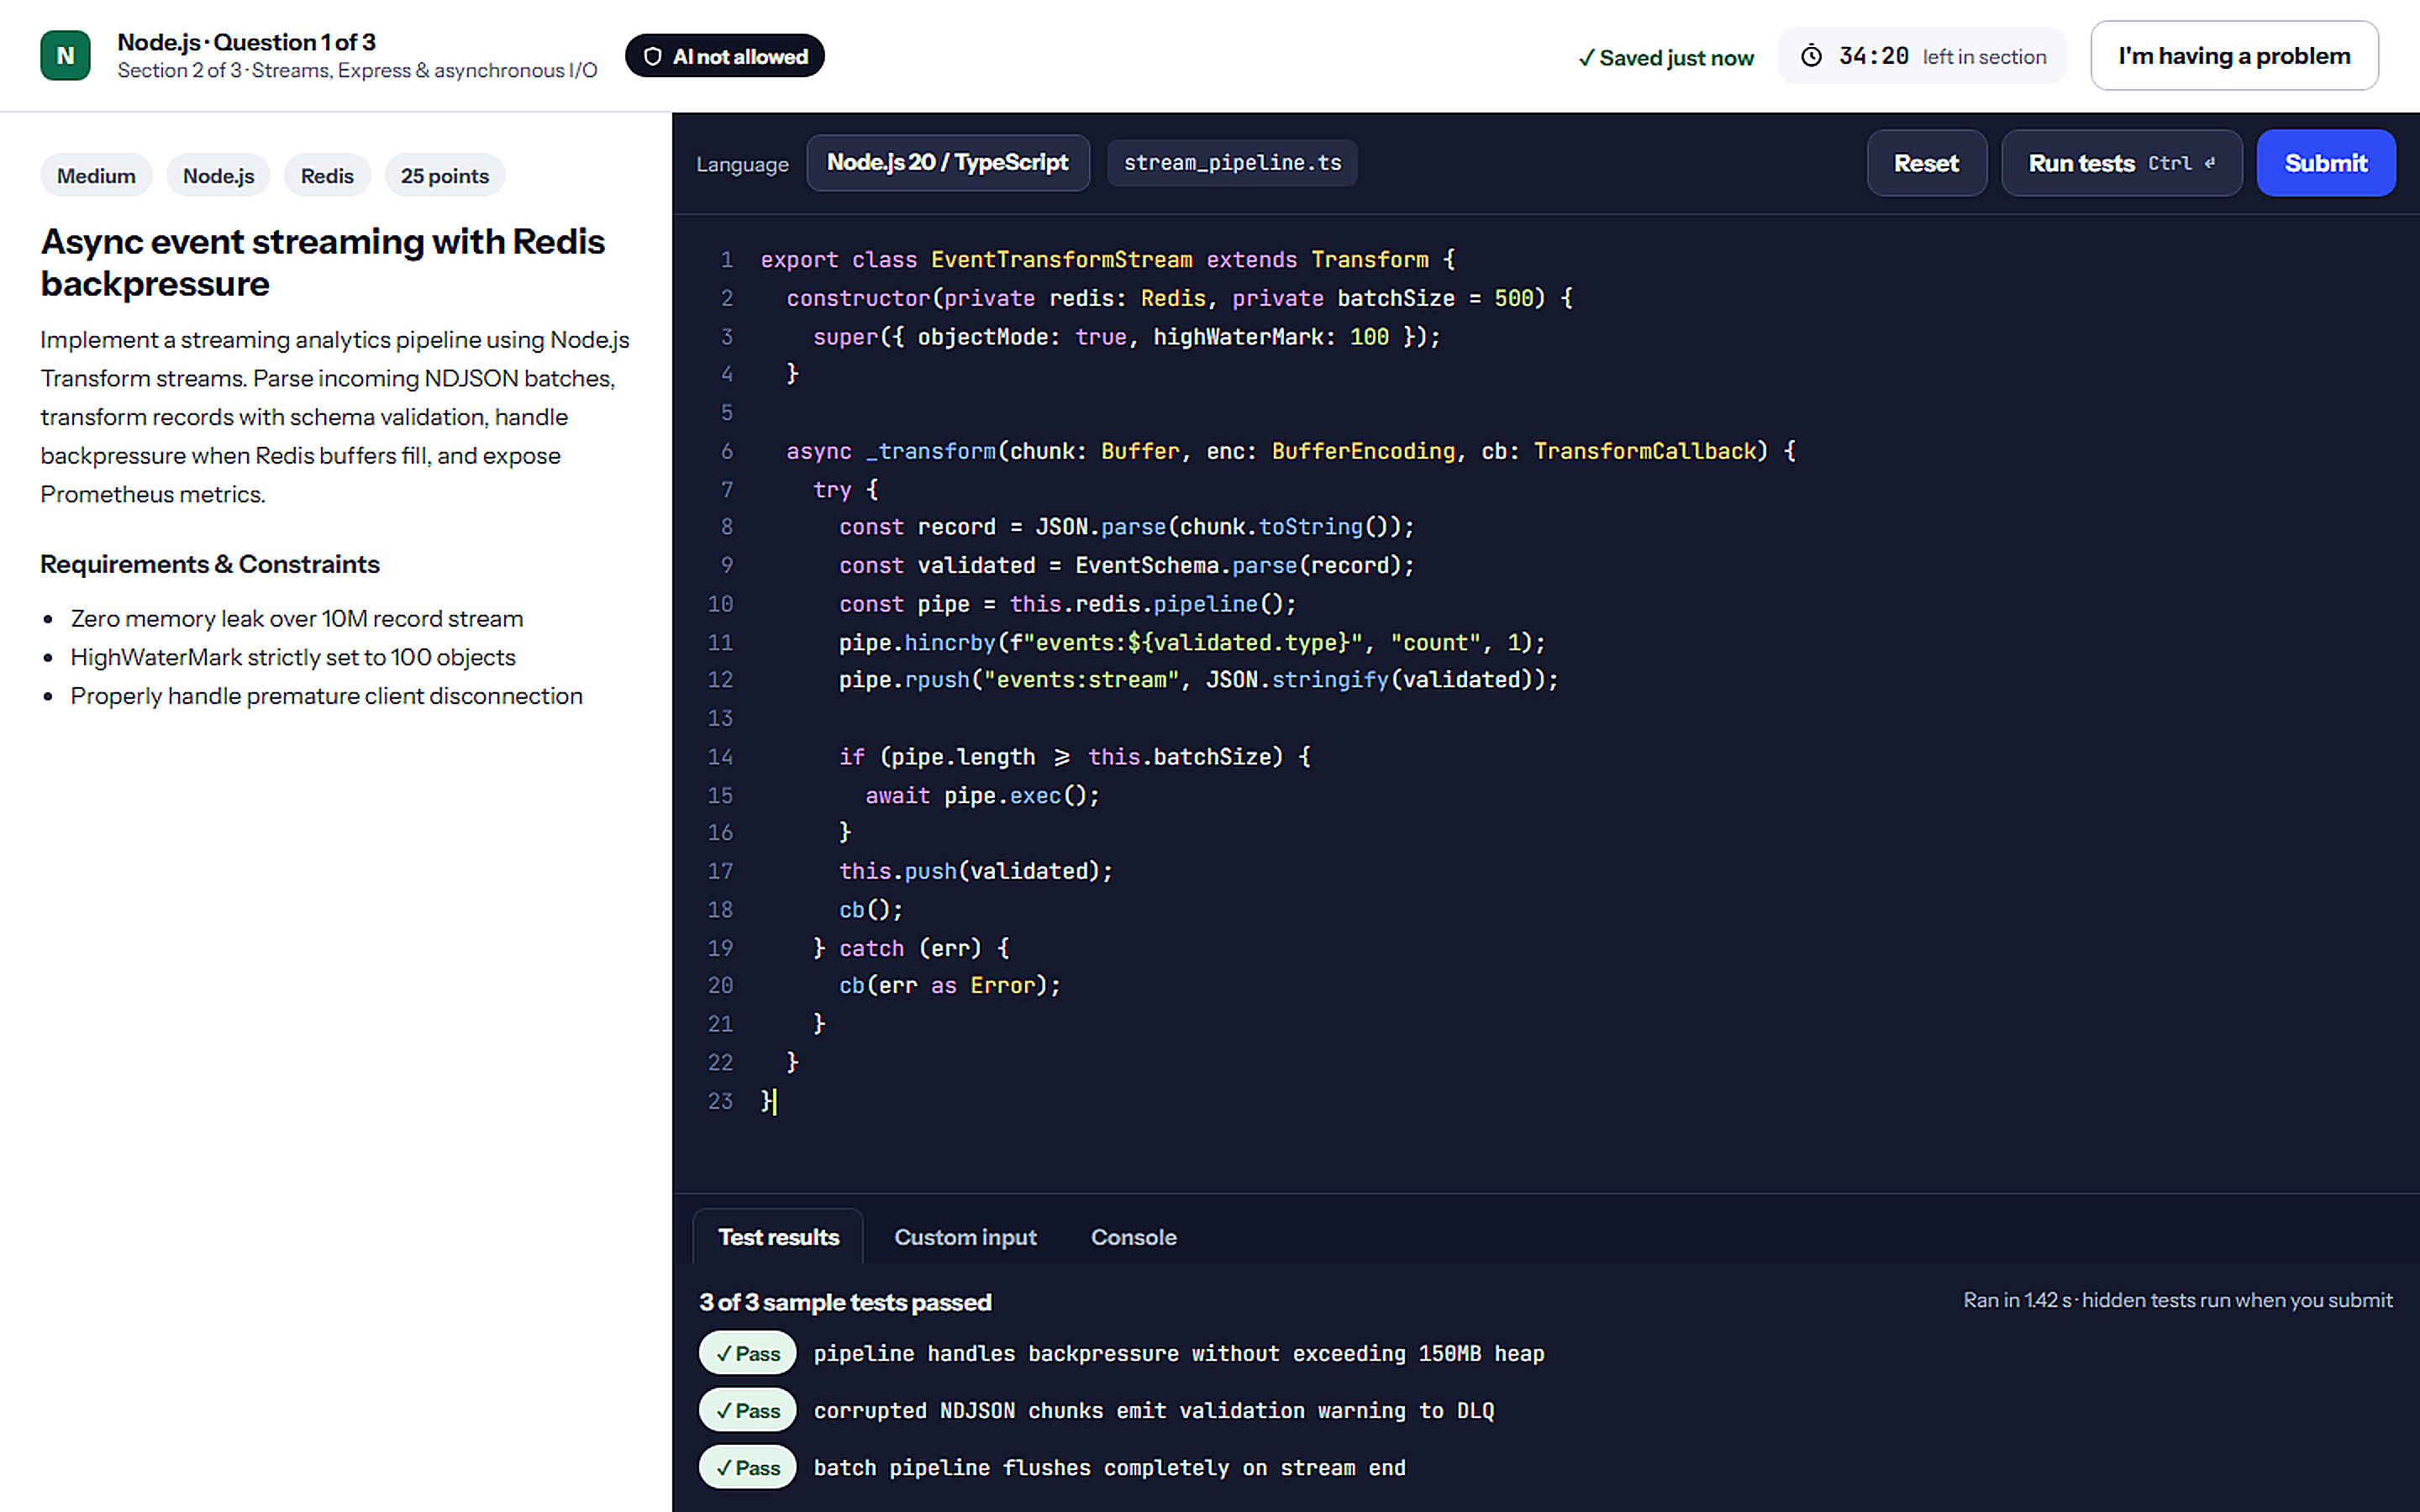 N
Node.js · Question 1 of 3
Section 2 of 3 · Streams, Express & asynchronous I/O
AI not allowed
✓ Saved just now
34:20 left in section
I'm having a problem
Medium
Node.js
Redis
25 points
Async event streaming with Redis
backpressure
Implement a streaming analytics pipeline using Node.js
Transform streams. Parse incoming NDJSON batches,
transform records with schema validation, handle
backpressure when Redis buffers fill, and expose
Prometheus metrics.
Requirements & Constraints
• Zero memory leak over 10M record stream
• HighWaterMark strictly set to 100 objects
• Properly handle premature client disconnection
Language
Node.js 20 / TypeScript
stream_pipeline.ts
Reset
Run tests Ctrl ⏎
Submit
1 export class EventTransformStream extends Transform {
2   constructor(private redis: Redis, private batchSize = 500) {
3     super({ objectMode: true, highWaterMark: 100 });
4   }
5
6   async _transform(chunk: Buffer, enc: BufferEncoding, cb: TransformCallback) {
7     try {
8       const record = JSON.parse(chunk.toString());
9       const validated = EventSchema.parse(record);
10       const pipe = this.redis.pipeline();
11       pipe.hincrby(f"events:${validated.type}", "count", 1);
12       pipe.rpush("events:stream", JSON.stringify(validated));
13
14       if (pipe.length >= this.batchSize) {
15         await pipe.exec();
16       }
17       this.push(validated);
18       cb();
19     } catch (err) {
20       cb(err as Error);
21     }
22   }
23 }
Test results
Custom input
Console
3 of 3 sample tests passed
Ran in 1.42 s · hidden tests run when you submit
✓ Pass pipeline handles backpressure without exceeding 150MB heap
✓ Pass corrupted NDJSON chunks emit validation warning to DLQ
✓ Pass batch pipeline flushes completely on stream end